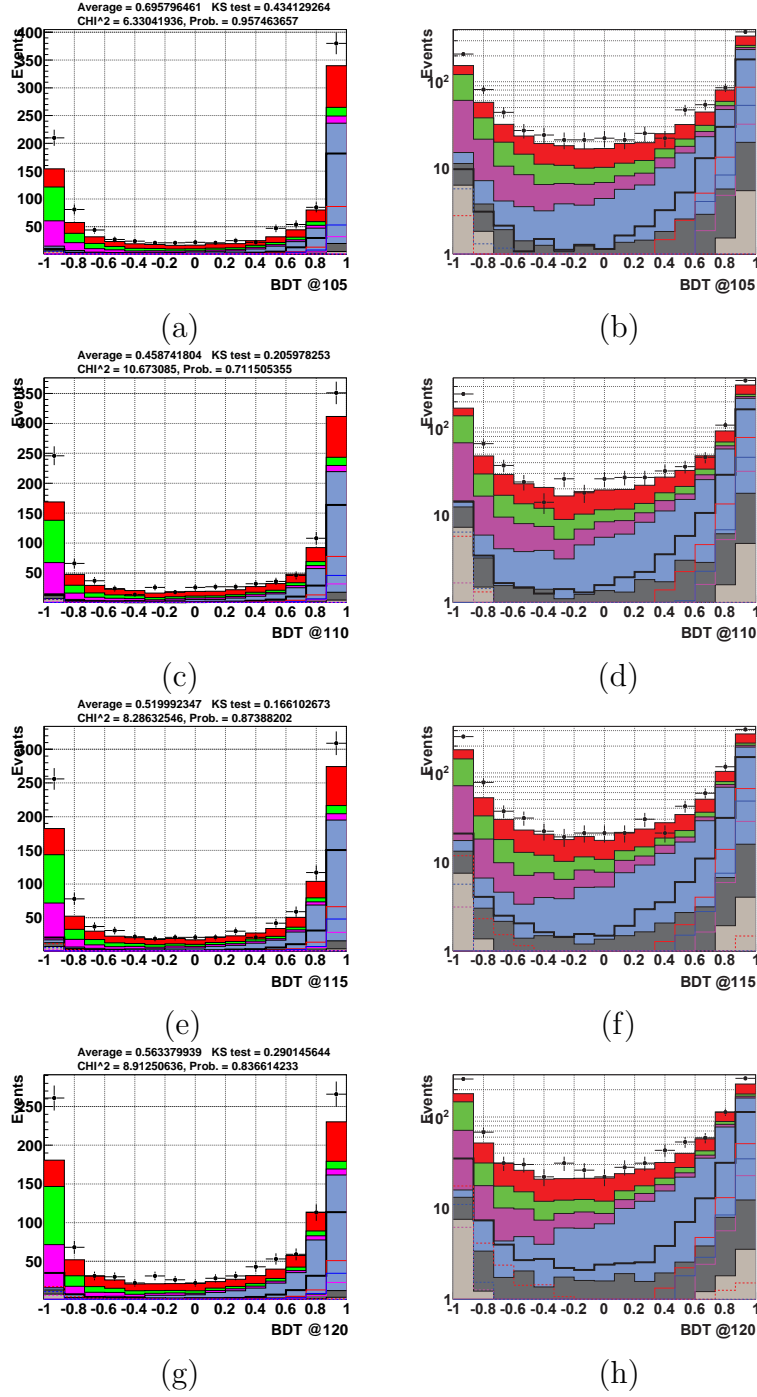 Average = 0.695796461 KS test = 0.434129264
CHI^2 = 6.33041936, Prob. = 0.957463657
Events
400
350
300
250
200
150
100
50
-1 -0.8 -0.6 -0.4 -0.2 0 0.2 0.4 0.6 0.8 1
BDT @105
(a)
Events
10^2
10
1
-1 -0.8 -0.6 -0.4 -0.2 0 0.2 0.4 0.6 0.8 1
BDT @105
(b)
Average = 0.458741804 KS test = 0.205978253
CHI^2 = 10.673085, Prob. = 0.711505355
Events
350
300
250
200
150
100
50
-1 -0.8 -0.6 -0.4 -0.2 0 0.2 0.4 0.6 0.8 1
BDT @110
(c)
Events
10^2
10
1
-1 -0.8 -0.6 -0.4 -0.2 0 0.2 0.4 0.6 0.8 1
BDT @110
(d)
Average = 0.519992347 KS test = 0.166102673
CHI^2 = 8.28632546, Prob. = 0.87388202
Events
300
250
200
150
100
50
-1 -0.8 -0.6 -0.4 -0.2 0 0.2 0.4 0.6 0.8 1
BDT @115
(e)
Events
10^2
10
1
-1 -0.8 -0.6 -0.4 -0.2 0 0.2 0.4 0.6 0.8 1
BDT @115
(f)
Average = 0.563379939 KS test = 0.290145644
CHI^2 = 8.91250636, Prob. = 0.836614233
Events
250
200
150
100
50
-1 -0.8 -0.6 -0.4 -0.2 0 0.2 0.4 0.6 0.8 1
BDT @120
(g)
Events
10^2
10
1
-1 -0.8 -0.6 -0.4 -0.2 0 0.2 0.4 0.6 0.8 1
BDT @120
(h)